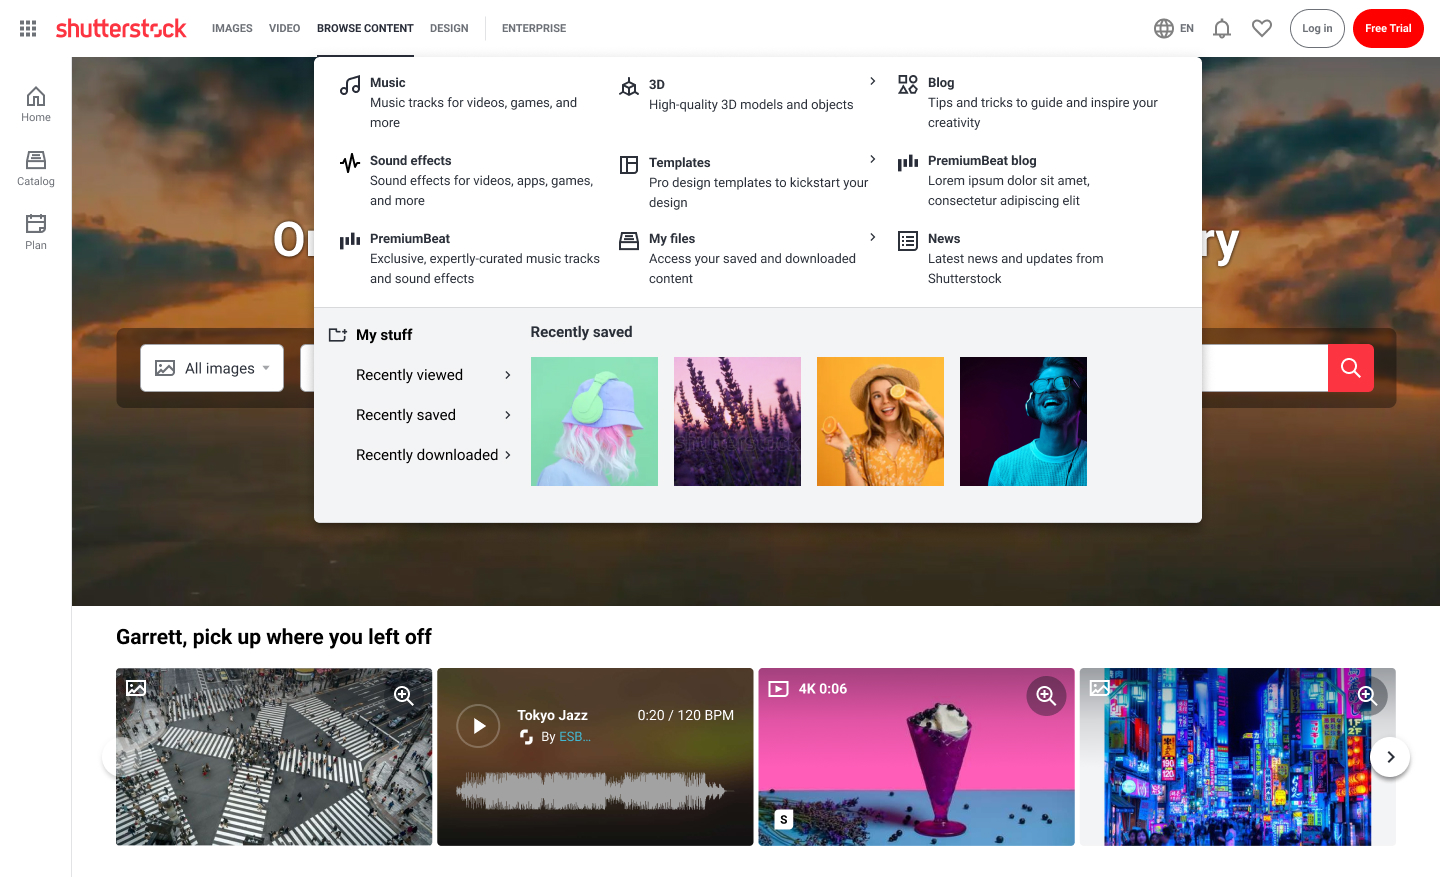 shutterstock
IMAGES
VIDEO
BROWSE CONTENT
DESIGN
ENTERPRISE
EN
Log in
Free Trial
Home
Catalog
Plan
Music
Music tracks for videos, games, and
more
3D
High-quality 3D models and objects
Blog
Tips and tricks to guide and inspire your
creativity
Sound effects
Sound effects for videos, apps, games,
and more
Templates
Pro design templates to kickstart your
design
PremiumBeat blog
Lorem ipsum dolor sit amet,
consectetur adipiscing elit
PremiumBeat
Exclusive, expertly-curated music tracks
and sound effects
My files
Access your saved and downloaded
content
News
Latest news and updates from
Shutterstock
ry
All images
My stuff
Recently viewed
Recently saved
Recently downloaded
Recently saved
shutterstock
Garrett, pick up where you left off
Tokyo Jazz
0:20 / 120 BPM
By ESB...
4K 0:06
S
190
120
1F
2F